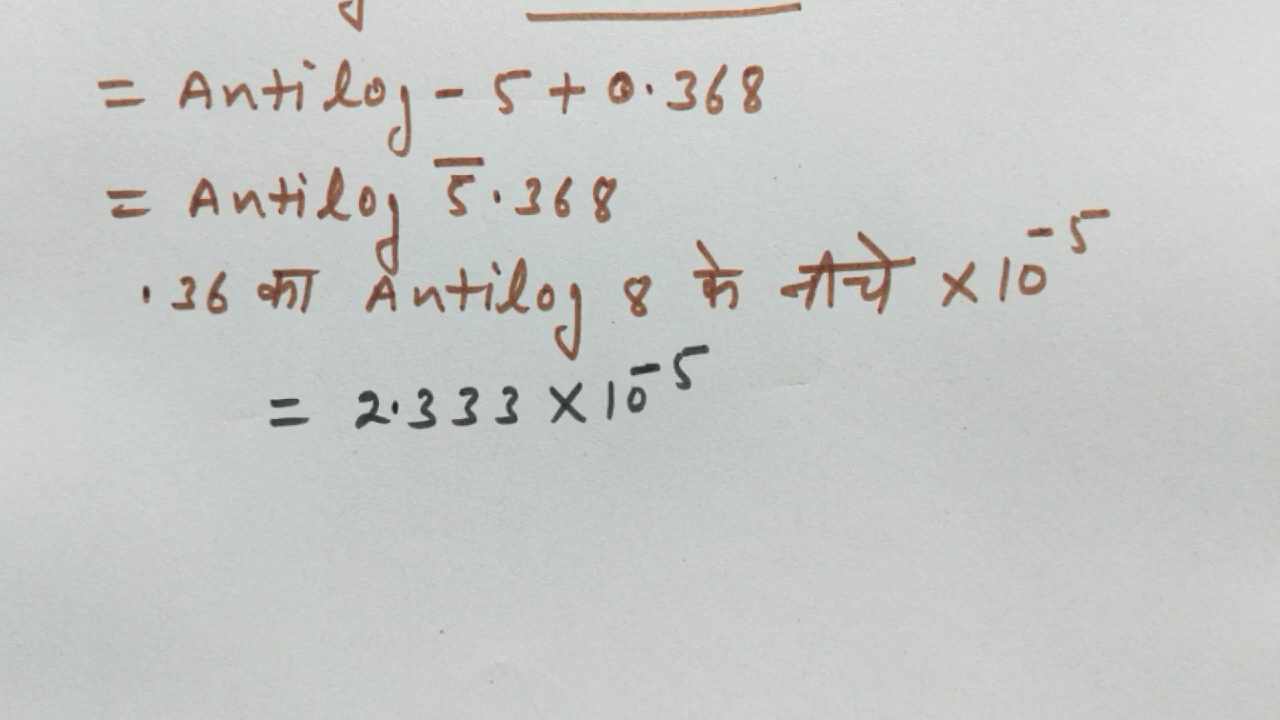 = Antilog - 5 + 0.368
= Antilog 5̅.368
.36 का Antilog 8 के नीचे × 10⁻⁵
= 2.333 × 10⁻⁵